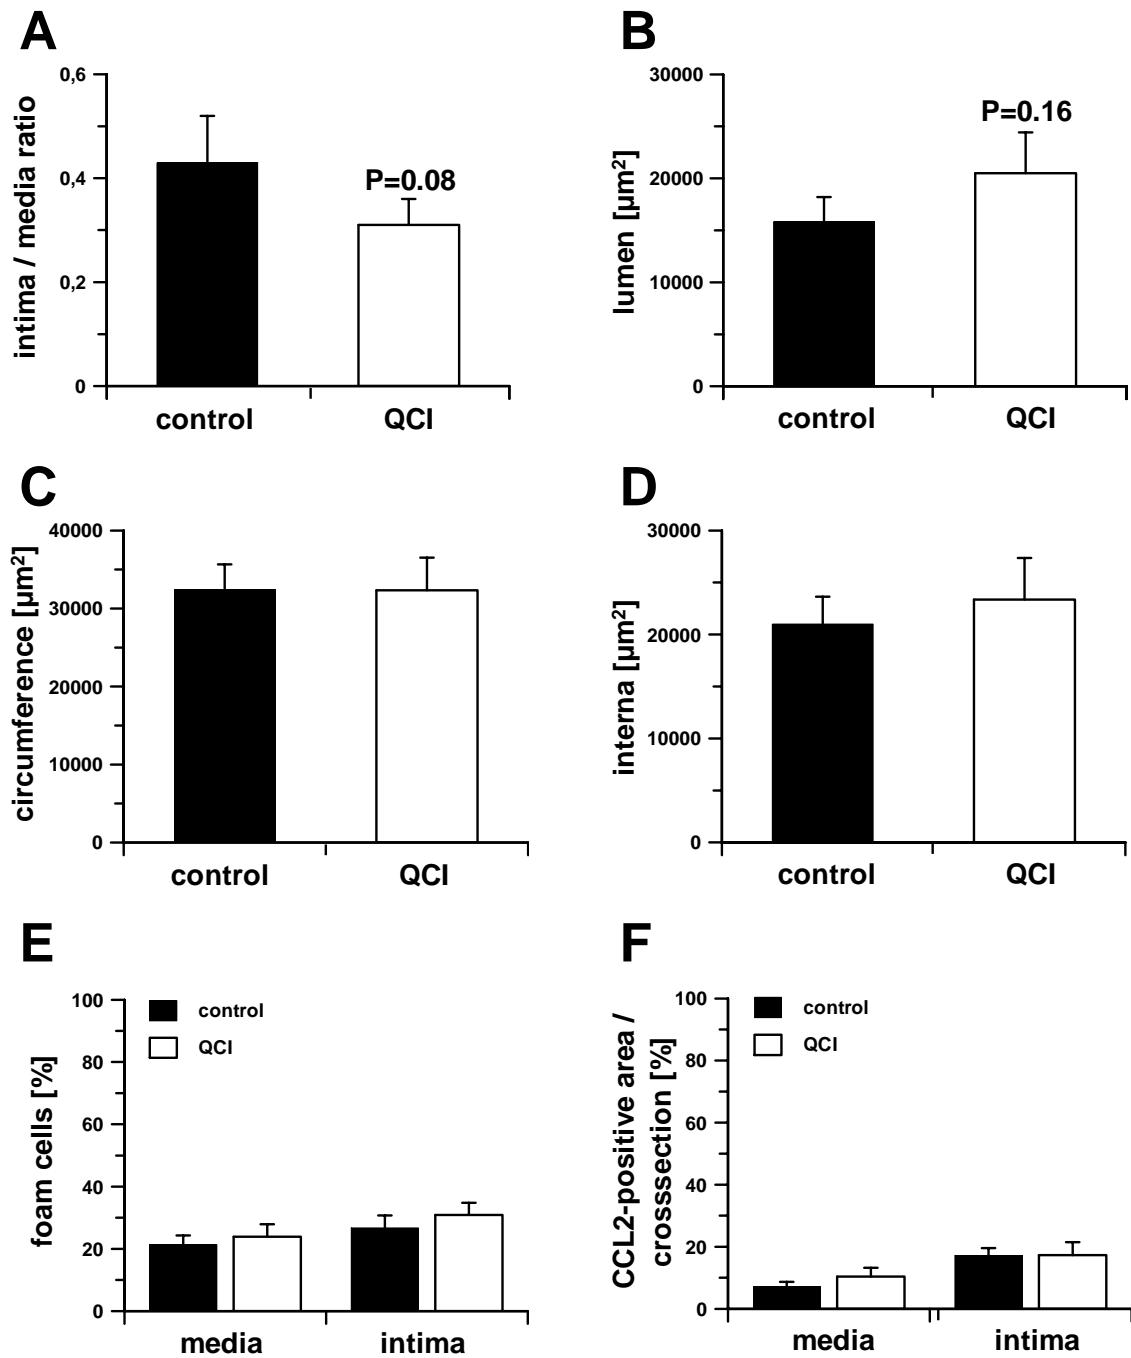 A
intima / media ratio
0,6
0,4
0,2
0
P=0.08
control
QCI
B
lumen [µm²]
30000
20000
10000
0
P=0.16
control
QCI
C
circumference [µm²]
40000
30000
20000
10000
0
control
QCI
D
interna [µm²]
30000
20000
10000
0
control
QCI
E
foam cells [%]
100
80
60
40
20
0
control
QCI
media
intima
F
CCL2-positive area /
crosssection [%]
100
80
60
40
20
0
control
QCI
media
intima